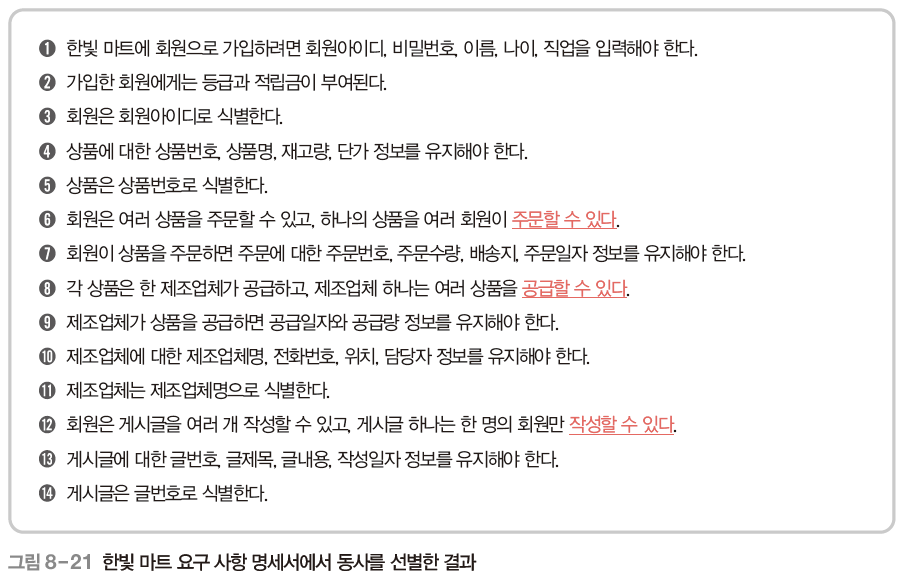 ❶ 한빛 마트에 회원으로 가입하려면 회원아이디, 비밀번호, 이름, 나이, 직업을 입력해야 한다.
❷ 가입한 회원에게는 등급과 적립금이 부여된다.
❸ 회원은 회원아이디로 식별한다.
❹ 상품에 대한 상품번호, 상품명, 재고량, 단가 정보를 유지해야 한다.
❺ 상품은 상품번호로 식별한다.
❻ 회원은 여러 상품을 주문할 수 있고, 하나의 상품을 여러 회원이 주문할 수 있다.
❼ 회원이 상품을 주문하면 주문에 대한 주문번호, 주문수량, 배송지, 주문일자 정보를 유지해야 한다.
❽ 각 상품은 한 제조업체가 공급하고, 제조업체 하나는 여러 상품을 공급할 수 있다.
❾ 제조업체가 상품을 공급하면 공급일자와 공급량 정보를 유지해야 한다.
❿ 제조업체에 대한 제조업체명, 전화번호, 위치, 담당자 정보를 유지해야 한다.
⓫ 제조업체는 제조업체명으로 식별한다.
⓬ 회원은 게시글을 여러 개 작성할 수 있고, 게시글 하나는 한 명의 회원만 작성할 수 있다.
⓭ 게시글에 대한 글번호, 글제목, 글내용, 작성일자 정보를 유지해야 한다.
⓮ 게시글은 글번호로 식별한다.
그림 8-21 한빛 마트 요구 사항 명세서에서 동사를 선별한 결과